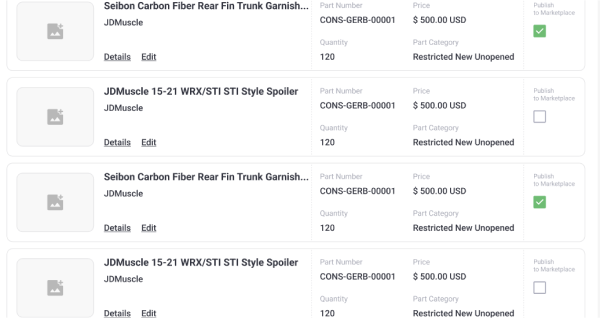 Seibon Carbon Fiber Rear Fin Trunk Garnish...
JDMuscle
Details Edit
Part Number
CONS-GERB-00001
Price
$ 500.00 USD
Quantity
120
Part Category
Restricted New Unopened
Publish
to Marketplace
JDMuscle 15-21 WRX/STI STI Style Spoiler
JDMuscle
Details Edit
Part Number
CONS-GERB-00001
Price
$ 500.00 USD
Quantity
120
Part Category
Restricted New Unopened
Publish
to Marketplace
Seibon Carbon Fiber Rear Fin Trunk Garnish...
JDMuscle
Details Edit
Part Number
CONS-GERB-00001
Price
$ 500.00 USD
Quantity
120
Part Category
Restricted New Unopened
Publish
to Marketplace
JDMuscle 15-21 WRX/STI STI Style Spoiler
JDMuscle
Details Edit
Part Number
CONS-GERB-00001
Price
$ 500.00 USD
Quantity
120
Part Category
Restricted New Unopened
Publish
to Marketplace